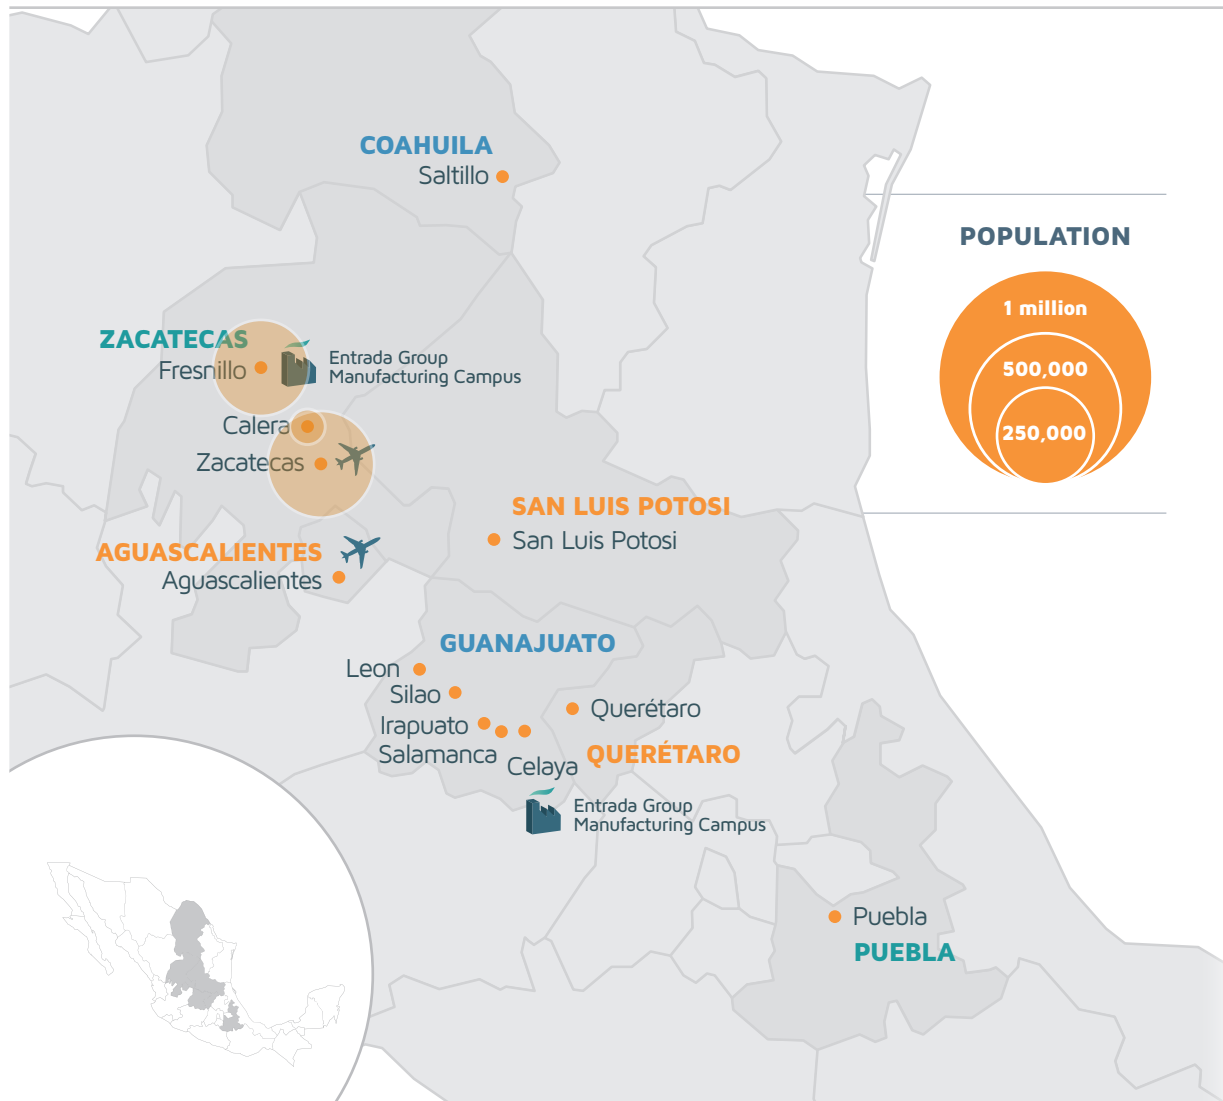 COAHUILA
Saltillo
POPULATION
1 million
500,000
250,000
ZACATECAS
Fresnillo
Entrada Group
Manufacturing Campus
Calera
Zacatecas
SAN LUIS POTOSI
San Luis Potosi
AGUASCALIENTES
Aguascalientes
GUANAJUATO
Leon
Silao
Irapuato
Salamanca
Celaya
Querétaro
QUERÉTARO
Entrada Group
Manufacturing Campus
Puebla
PUEBLA